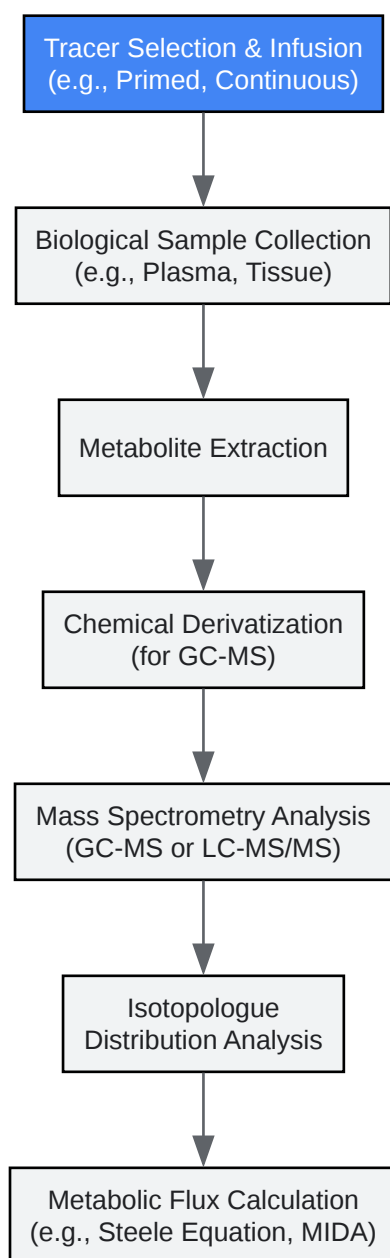 Tracer Selection & Infusion
(e.g., Primed, Continuous)
Biological Sample Collection
(e.g., Plasma, Tissue)
Metabolite Extraction
Chemical Derivatization
(for GC-MS)
Mass Spectrometry Analysis
(GC-MS or LC-MS/MS)
Isotopologue
Distribution Analysis
Metabolic Flux Calculation
(e.g., Steele Equation, MIDA)